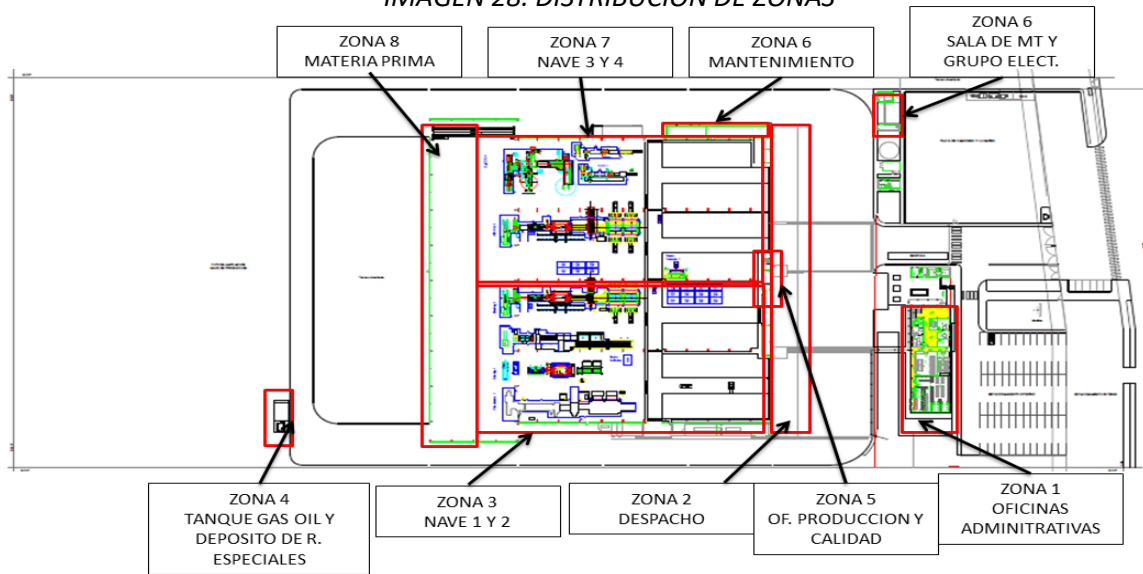 IMAGEN 28: DISTRIBUCION DE ZONAS
ZONA 8
MATERIA PRIMA
ZONA 7
NAVE 3 Y 4
ZONA 6
MANTENIMIENTO
ZONA 6
SALA DE MT Y
GRUPO ELECT.
ZONA 4
TANQUE GAS OIL Y
DEPOSITO DE R.
ESPECIALES
ZONA 3
NAVE 1 Y 2
ZONA 2
DESPACHO
ZONA 5
OF. PRODUCCION Y
CALIDAD
ZONA 1
OFICINAS
ADMINITRATIVAS